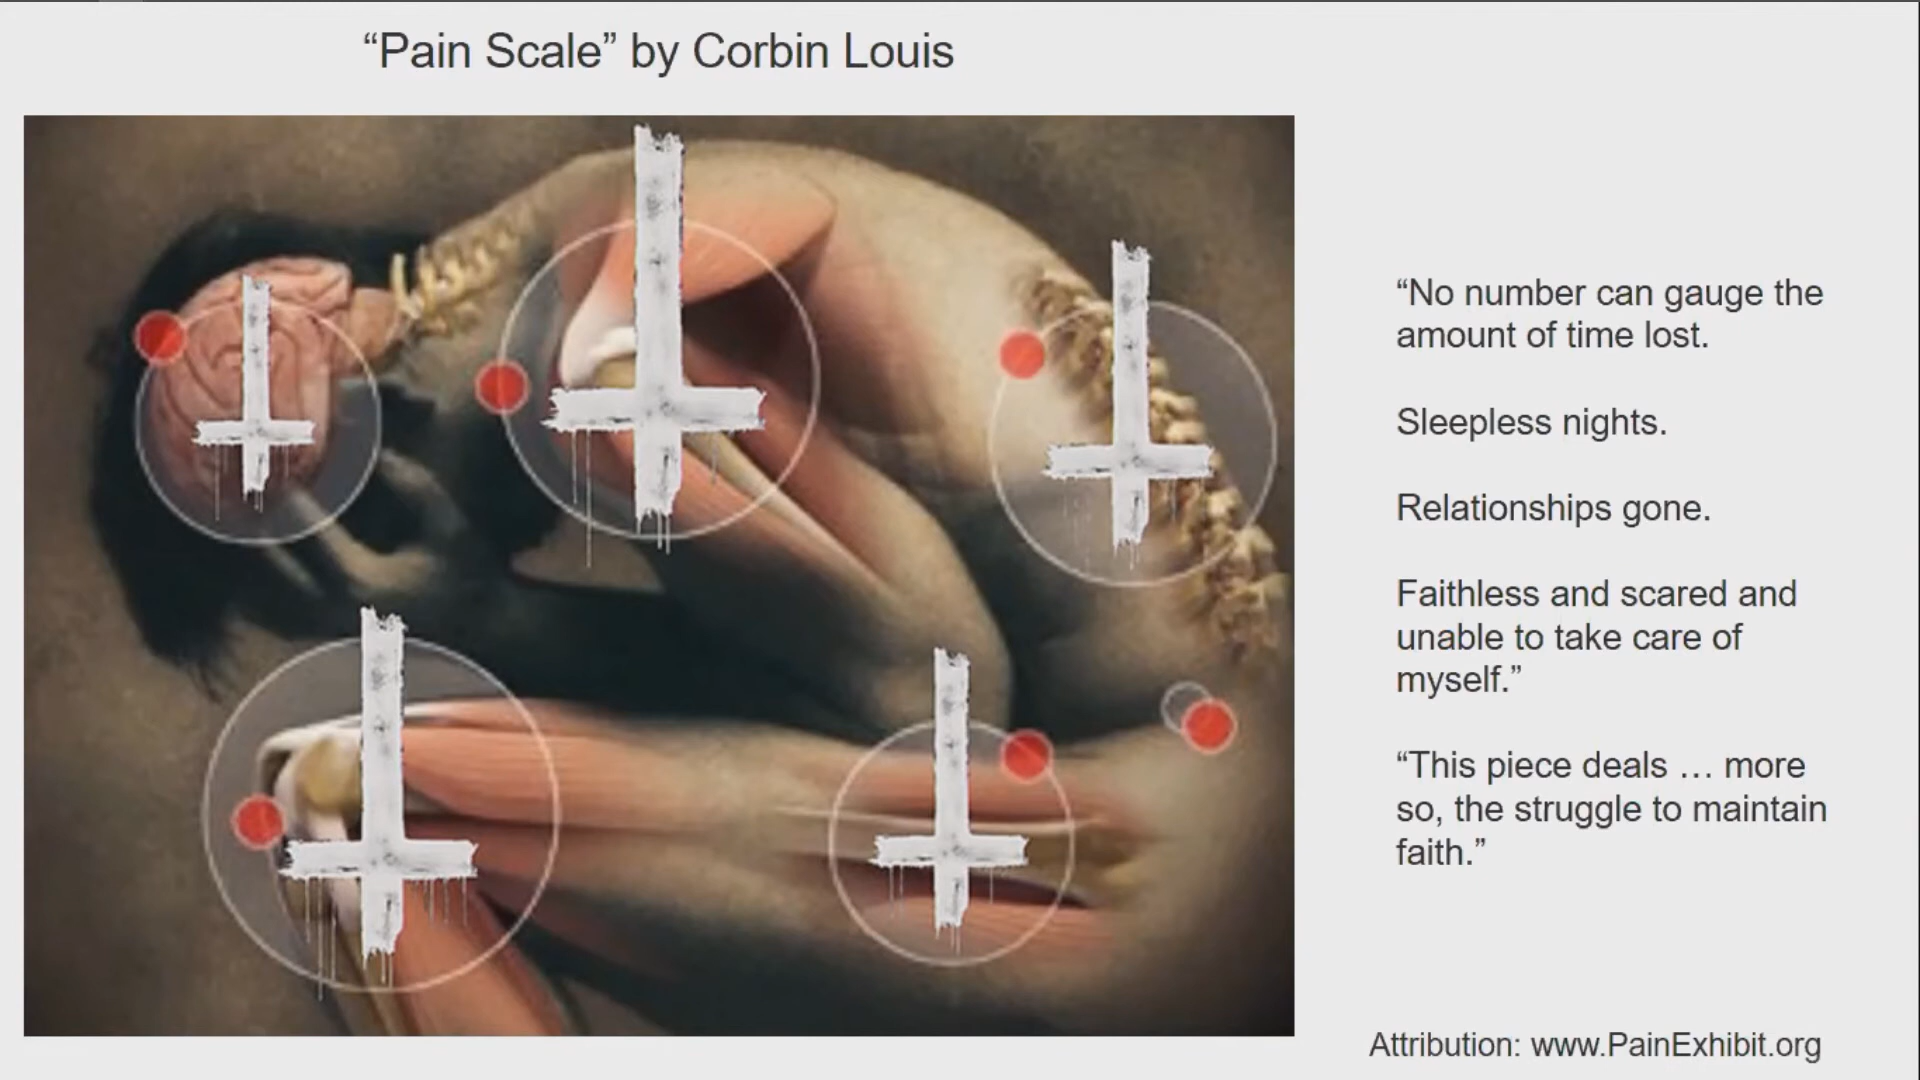 “Pain Scale” by Corbin Louis
“No number can gauge the
amount of time lost.
Sleepless nights.
Relationships gone.
Faithless and scared and
unable to take care of
myself.”
“This piece deals … more
so, the struggle to maintain
faith.”
Attribution: www.PainExhibit.org